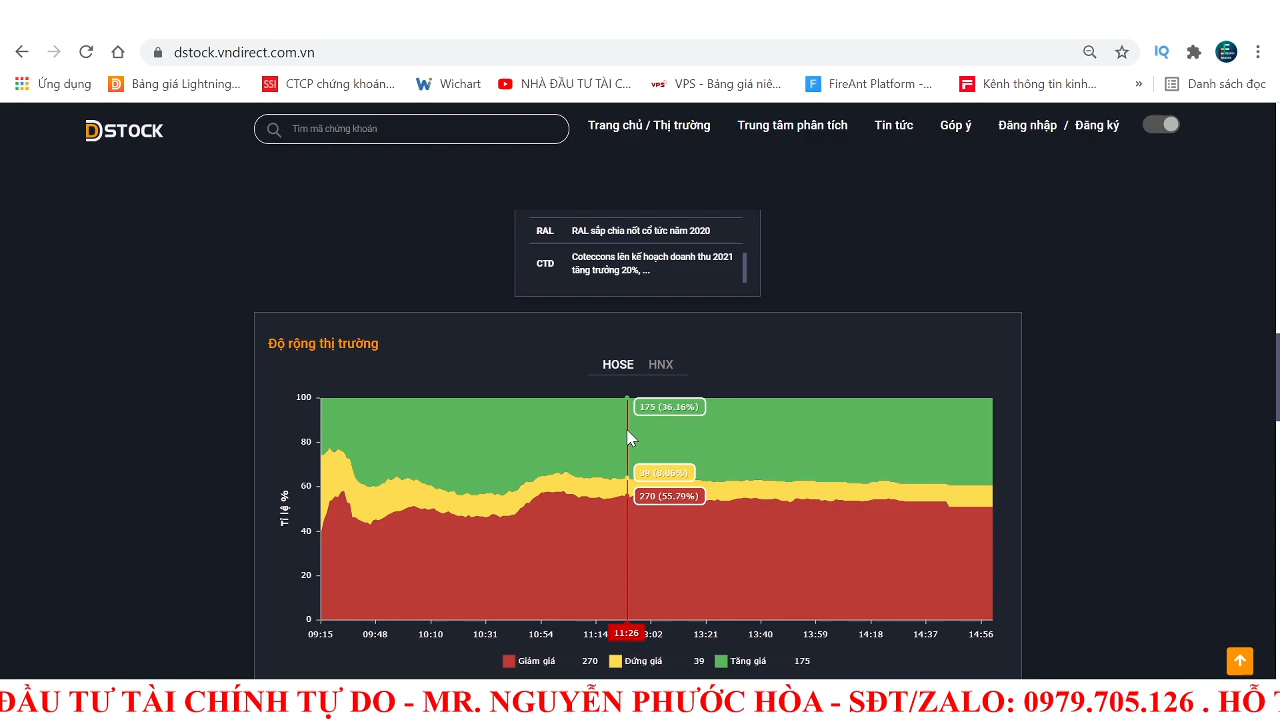 dstock.vndirect.com.vn
Ứng dụng
Bảng giá Lightning...
SSI
CTCP chứng khoán...
Wichart
NHÀ ĐẦU TƯ TÀI C...
VPS
VPS - Bảng giá niê...
FireAnt Platform -...
Kênh thông tin kinh...
»
Danh sách đọc
IQ
DSTOCK
Tìm mã chứng khoán
Trang chủ / Thị trường
Trung tâm phân tích
Tin tức
Góp ý
Đăng nhập / Đăng ký
RAL RAL sắp chia nốt cổ tức năm 2020
CTD Coteccons lên kế hoạch doanh thu 2021
tăng trưởng 20%, ...
Độ rộng thị trường
HOSE HNX
100
80
60
40
20
0
Tỉ lệ %
175 (36.16%)
39 (8.06%)
270 (55.79%)
09:15 09:48 10:10 10:31 10:54 11:14 11:26 3:02 13:21 13:40 13:59 14:18 14:37 14:56
Giảm giá 270 Đứng giá 39 Tăng giá 175
ĐẦU TƯ TÀI CHÍNH TỰ DO - MR. NGUYỄN PHƯỚC HÒA - SĐT/ZALO: 0979.705.126 . HỖ